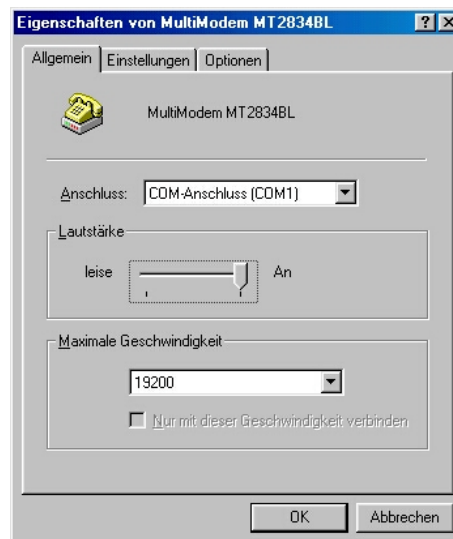 Eigenschaften von MultiModem MT2834BL
Allgemein Einstellungen Optionen
MultiModem MT2834BL
Anschluss: COM-Anschluss (COM1)
Lautstärke
leise An
Maximale Geschwindigkeit
19200
Nur mit dieser Geschwindigkeit verbinden
OK Abbrechen